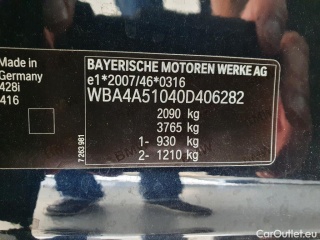 Made in
Germany
428i
416
BAYERISCHE MOTOREN WERKE AG
e1*2007/46*0316
WBA4A51040D406282
2090 kg
3765 kg
1- 930 kg
2- 1210 kg
7 263 981
CarOutlet.eu